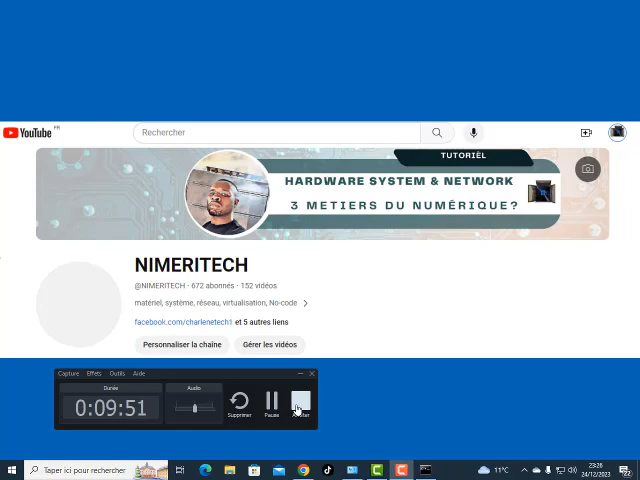 YouTube FR
Rechercher
TUTORIÈL
HARDWARE SYSTEM & NETWORK
3 METIERS DU NUMÉRIQUE?
NIMERITECH
@NIMERITECH · 672 abonnés · 152 vidéos
matériel, système, réseau, virtualisation, No-code
facebook.com/charlenetech1 et 5 autres liens
Personnaliser la chaîne
Gérer les vidéos
Capture Effets Outils Aide
Durée
Audio
0:09:51
Supprimer
Pause
Taper ici pour rechercher
11°C
23:26
24/12/2023